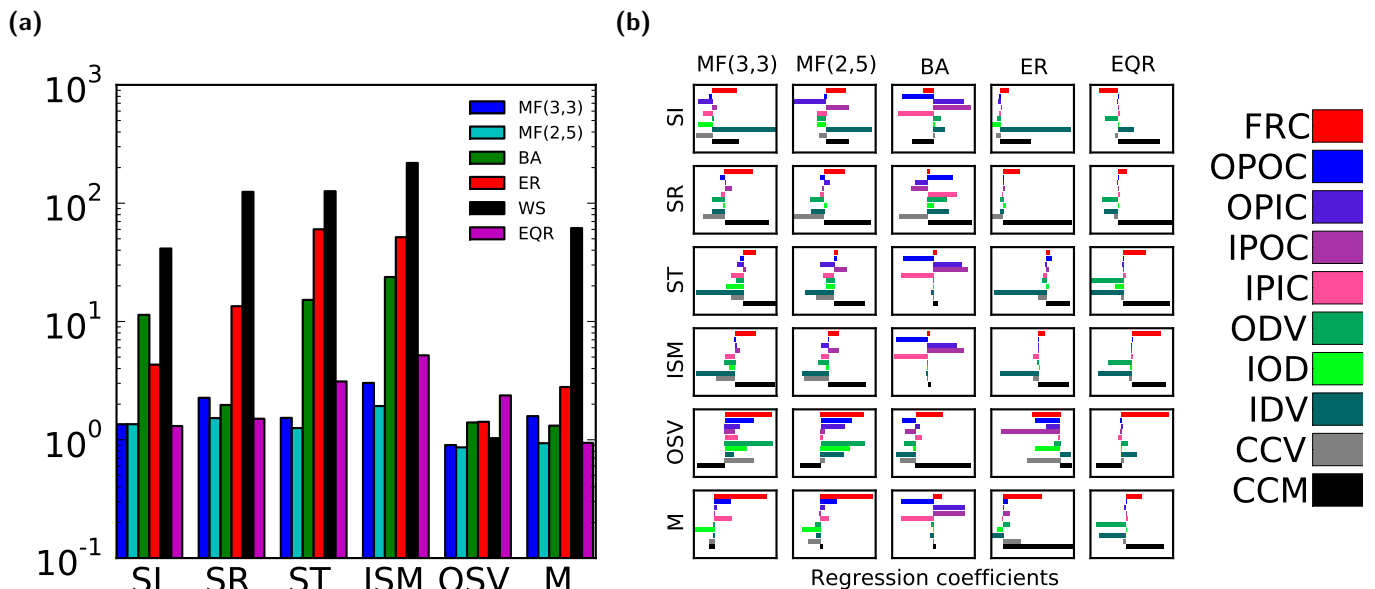 (a)
10^3
10^2
10^1
10^0
10^-1
MF(3,3)
MF(2,5)
BA
ER
WS
EQR
SI SR ST ISM OSV M
(b)
MF(3,3) MF(2,5) BA ER EQR
SI
SR
ST
ISM
OSV
M
Regression coefficients
FRC
OPOC
OPIC
IPOC
IPIC
ODV
IOD
IDV
CCV
CCM